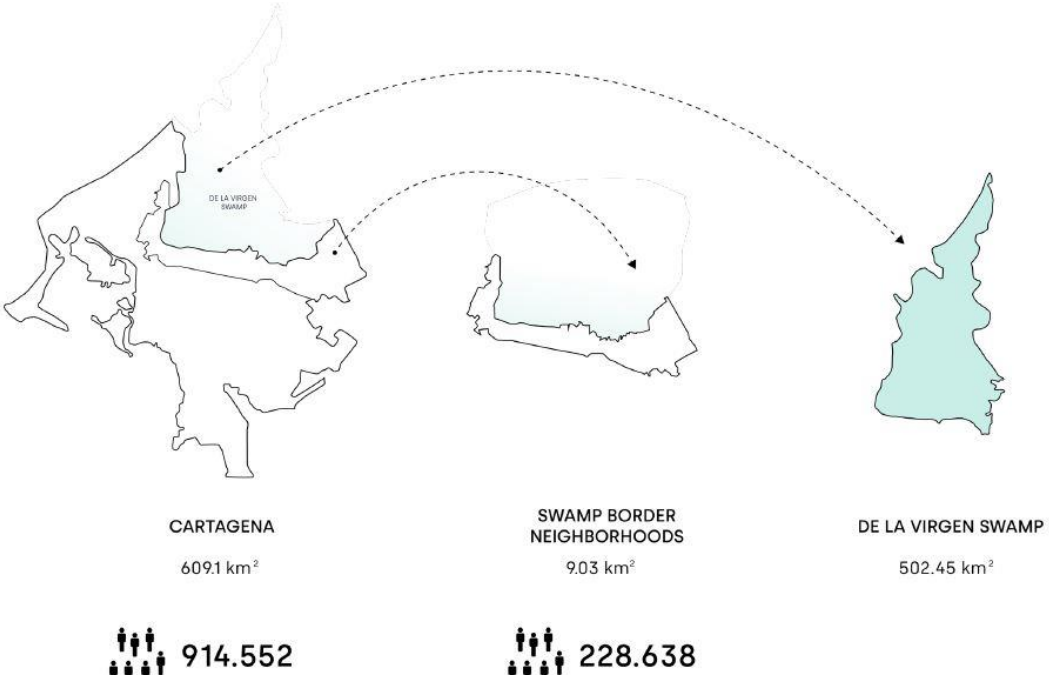 DE LA VIRGEN
SWAMP
CARTAGENA
609.1 km²
914.552
SWAMP BORDER
NEIGHBORHOODS
9.03 km²
228.638
DE LA VIRGEN SWAMP
502.45 km²